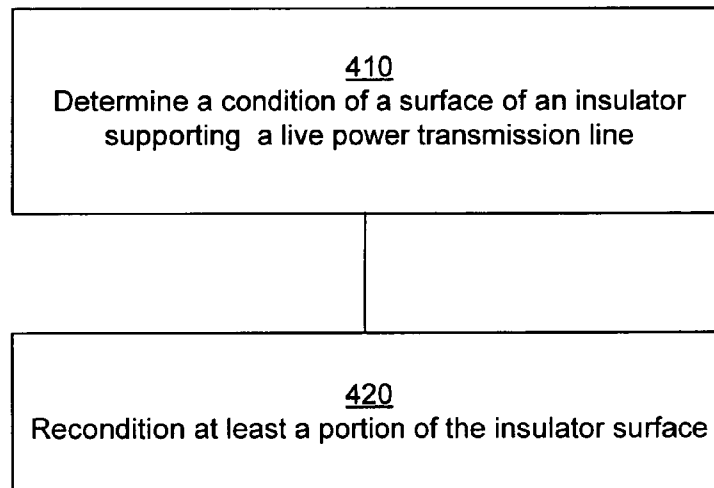 410
Determine a condition of a surface of an insulator
supporting a live power transmission line
420
Recondition at least a portion of the insulator surface